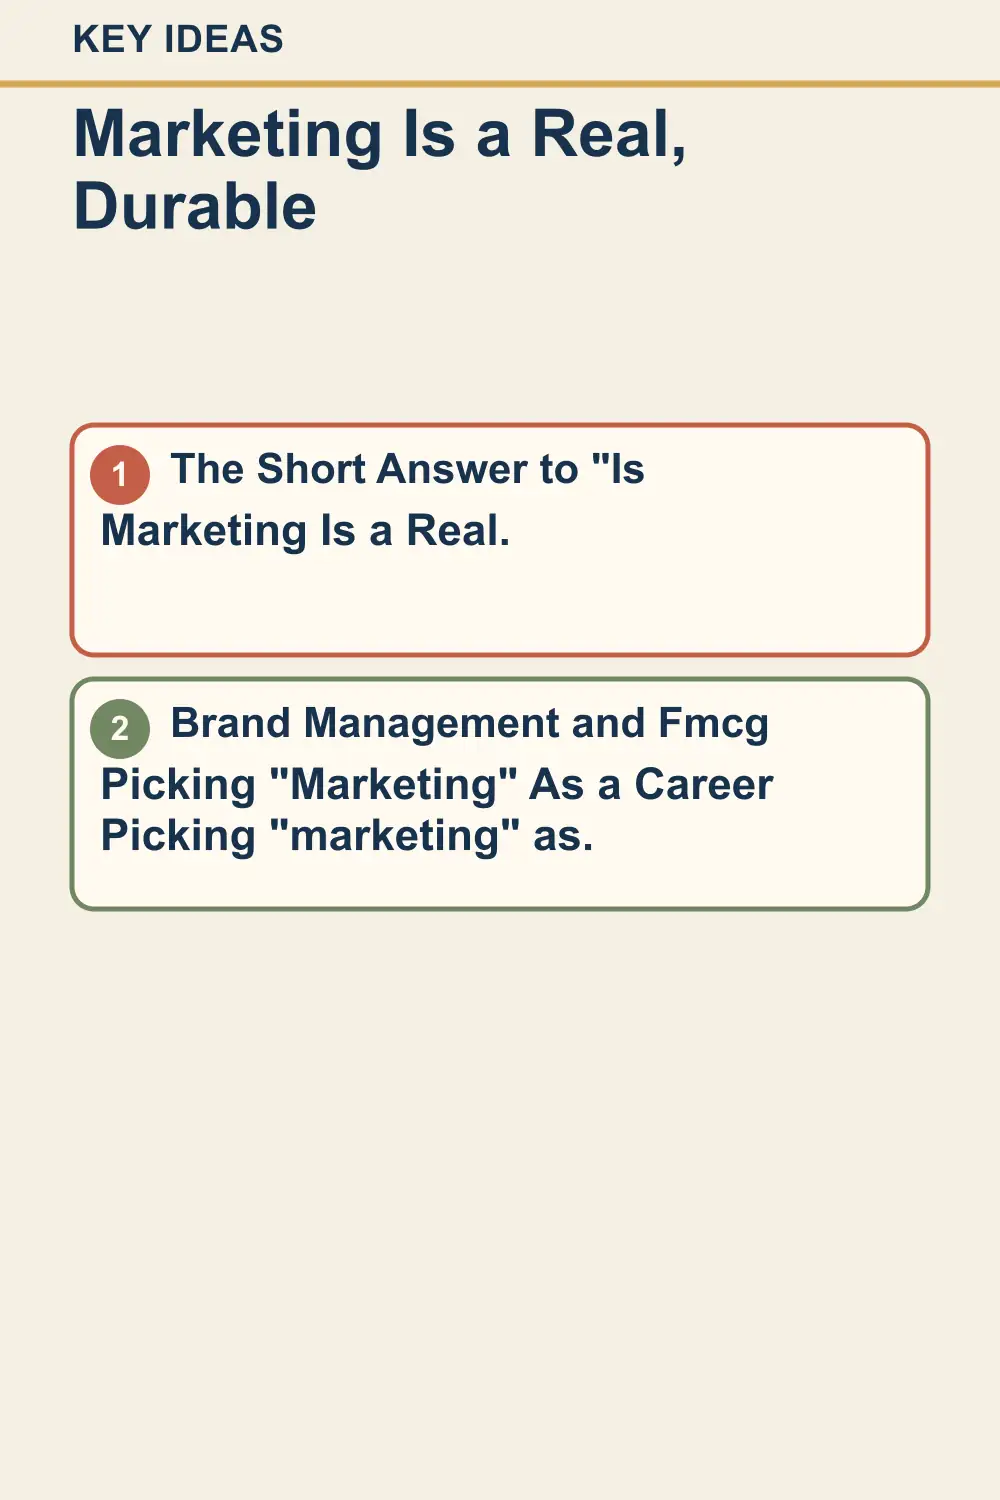 KEY IDEAS
Marketing Is a Real,
Durable
1 The Short Answer to "Is
Marketing Is a Real.
2 Brand Management and Fmcg
Picking "Marketing" As a Career
Picking "marketing" as.